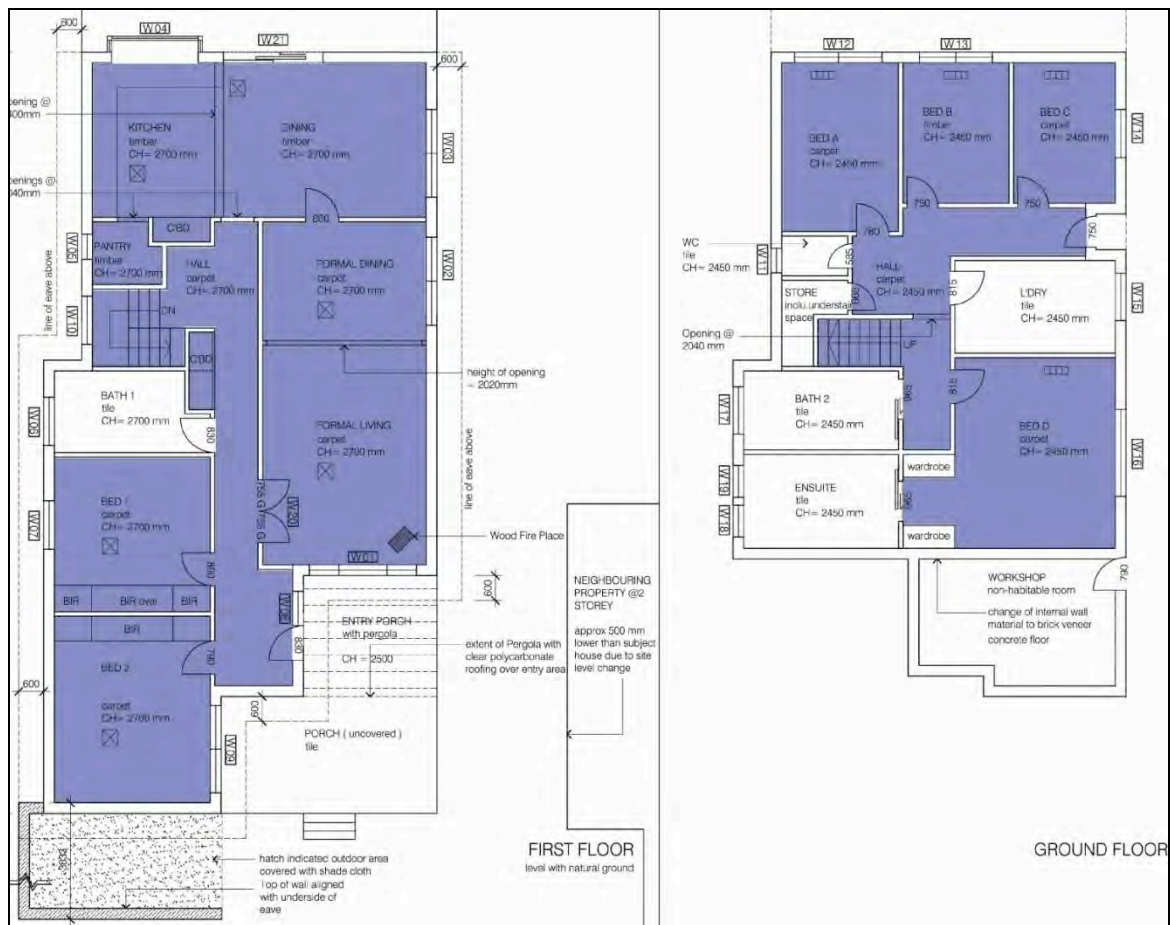 600
W04
W21
600
opening @
KITCHEN
timber
CH= 2700 mm
DINING
timber
CH= 2700 mm
W03
040mm
860
C'BD
PANTRY
timber
CH= 2700 mm
W05
HALL
carpet
CH= 2700 mm
FORMAL DINING
carpet
CH= 2700 mm
W02
line of eave above
W10
DN
C'BD
height of opening
= 2020mm
BATH 1
tile
CH= 2700 mm
W06
830
FORMAL LIVING
carpet
CH= 2700 mm
line of eave above
BED 1
carpet
CH= 2700 mm
W07
755 G
755 G
W20
Wood Fire Place
W01
800
BIR
BIR over
BIR
W08
600
ENTRY PORCH
with pergola
CH = 2500
BIR
790
830
extent of Pergola with
clear polycarbonate
roofing over entry area
BED 2
carpet
CH= 2700 mm
600
600
PORCH ( uncovered )
tile
W09
hatch indicated outdoor area
covered with shade cloth
Top of wall aligned
with underside of
eave
NEIGHBOURING
PROPERTY @2
STOREY
approx 500 mm
lower than subject
house due to site
level change
FIRST FLOOR
level with natural ground
W12
W13
BED A
carpet
CH= 2450 mm
BED B
timber
CH= 2450 mm
BED C
carpet
CH= 2450 mm
W14
750
750
760
750
WC
tile
CH= 2450 mm
W11
585
HALL
carpet
CH= 2450 mm
STORE
inclu.understair
space
815
L'DRY
tile
CH= 2450 mm
W15
Opening @
2040 mm
UP
BATH 2
tile
CH= 2450 mm
W17
818
BED D
carpet
CH= 2450 mm
W16
wardrobe
ENSUITE
tile
CH= 2450 mm
W19
W18
wardrobe
WORKSHOP
non-habitable room
790
change of internal wall
material to brick veneer
concrete floor
GROUND FLOOR